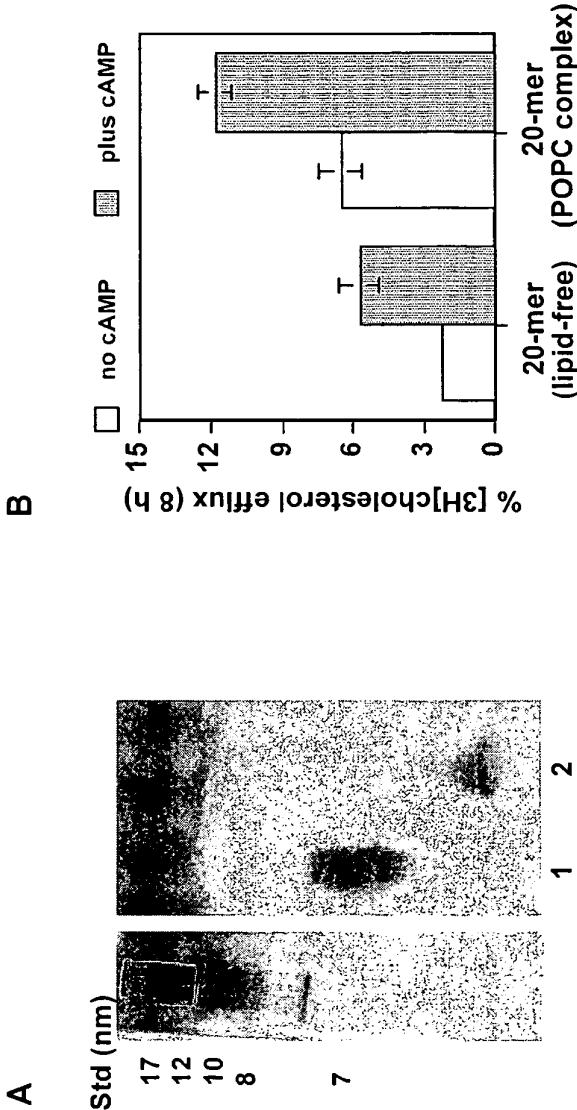 A
Std (nm)
17
12
10
8
7
1 2
B
no cAMP plus cAMP
% [3H]cholesterol efflux (8 h)
15
12
9
6
3
0
20-mer
(lipid-free)
20-mer
(POPC complex)